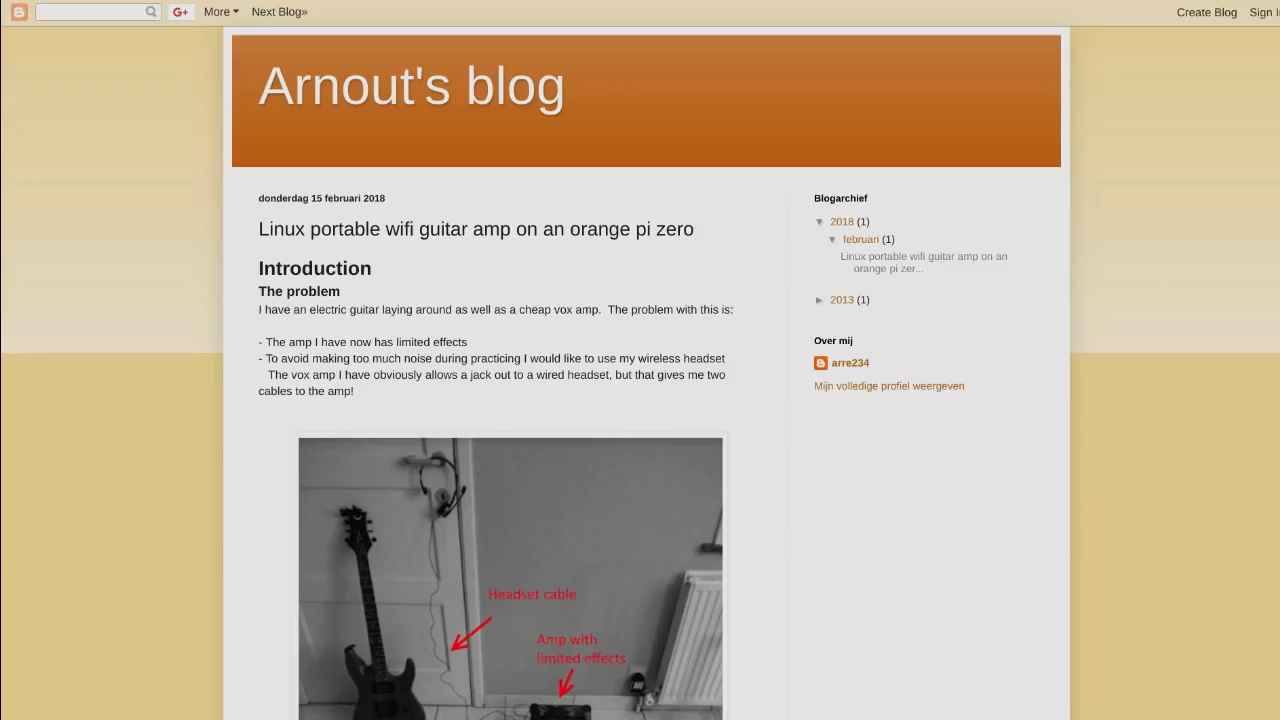 More Next Blog»
Create Blog Sign
Arnout's blog
donderdag 15 februari 2018
Linux portable wifi guitar amp on an orange pi zero
Introduction
The problem
I have an electric guitar laying around as well as a cheap vox amp. The problem with this is:
- The amp I have now has limited effects
- To avoid making too much noise during practicing I would like to use my wireless headset
The vox amp I have obviously allows a jack out to a wired headset, but that gives me two
cables to the amp!
Headset cable
Amp with
limited effects
Blogarchief
▼ 2018 (1)
▼ februari (1)
Linux portable wifi guitar amp on an
orange pi zer...
► 2013 (1)
Over mij
arre234
Mijn volledige profiel weergeven